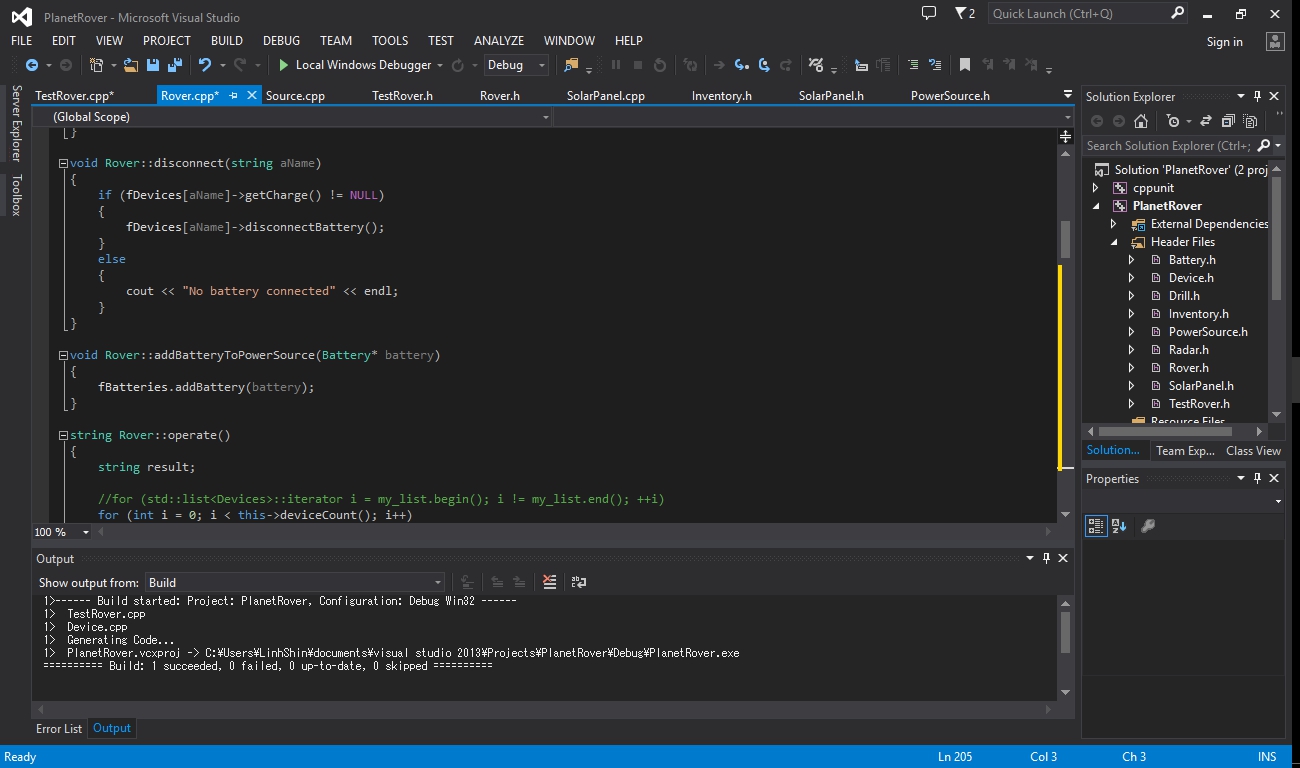 PlanetRover - Microsoft Visual Studio
2
Quick Launch (Ctrl+Q)
FILE EDIT VIEW PROJECT BUILD DEBUG TEAM TOOLS TEST ANALYZE WINDOW HELP
Sign in
Local Windows Debugger Debug
Server Explorer
Toolbox
TestRover.cpp* Rover.cpp* Source.cpp TestRover.h Rover.h SolarPanel.cpp Inventory.h SolarPanel.h PowerSource.h
(Global Scope)
}
void Rover::disconnect(string aName)
{
if (fDevices[aName]->getCharge() != NULL)
{
fDevices[aName]->disconnectBattery();
}
else
{
cout << "No battery connected" << endl;
}
}
void Rover::addBatteryToPowerSource(Battery* battery)
{
fBatteries.addBattery(battery);
}
string Rover::operate()
{
string result;
//for (std::list<Devices>::iterator i = my_list.begin(); i != my_list.end(); ++i)
for (int i = 0; i < this->deviceCount(); i++)
100 %
Output
Show output from: Build
1>------ Build started: Project: PlanetRover, Configuration: Debug Win32 ------
1> TestRover.cpp
1> Device.cpp
1> Generating Code...
1> PlanetRover.vcxproj -> C:¥Users¥LinhShin¥documents¥visual studio 2013¥Projects¥PlanetRover¥Debug¥PlanetRover.exe
========== Build: 1 succeeded, 0 failed, 0 up-to-date, 0 skipped ==========
Error List Output
Solution Explorer
Search Solution Explorer (Ctrl+;
Solution 'PlanetRover' (2 proj
cppunit
PlanetRover
External Dependencies
Header Files
Battery.h
Device.h
Drill.h
Inventory.h
PowerSource.h
Radar.h
Rover.h
SolarPanel.h
TestRover.h
Resource Files
Solution... Team Exp... Class View
Properties
Ready Ln 205 Col 3 Ch 3 INS